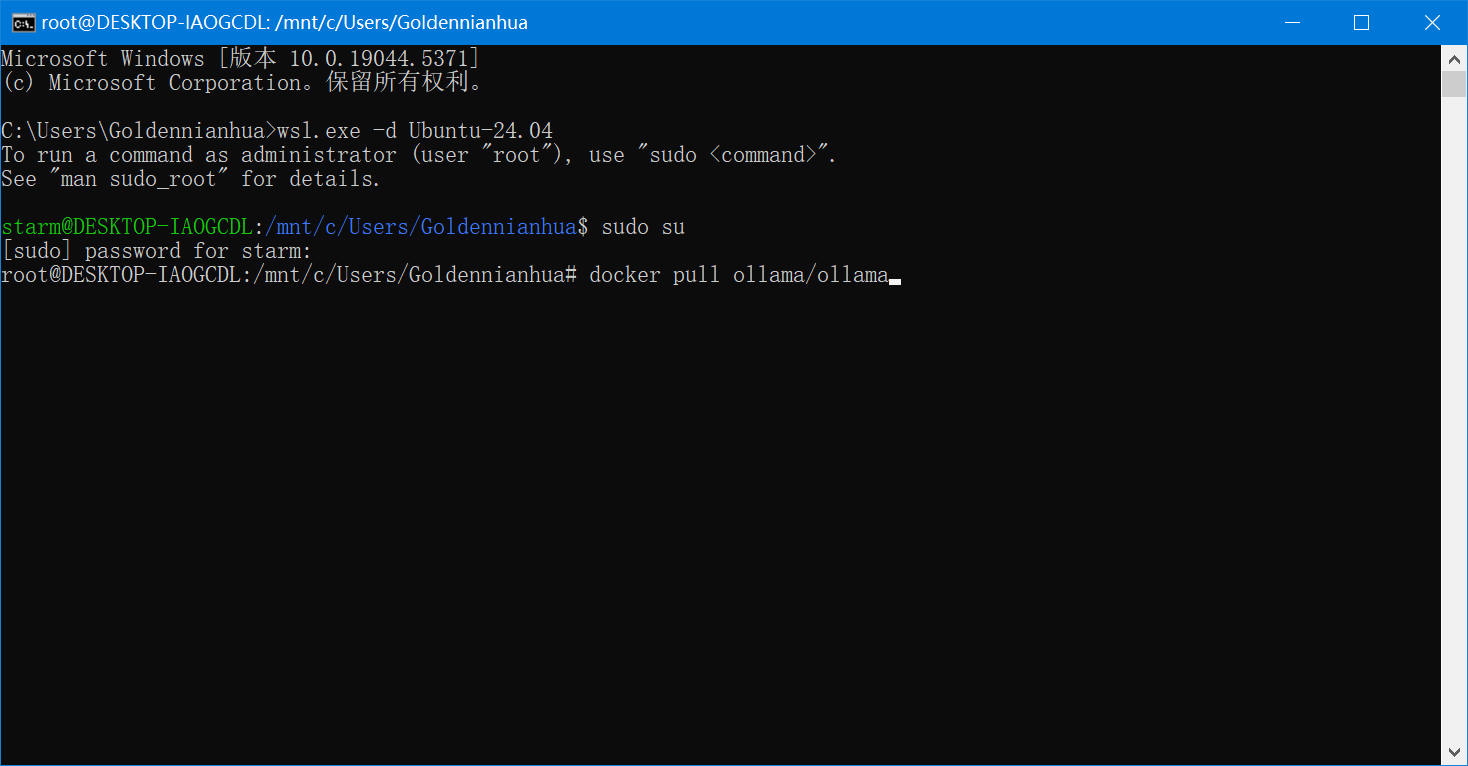 root@DESKTOP-IAOGCDL: /mnt/c/Users/Goldennianhua
Microsoft Windows [版本 10.0.19044.5371]
(c) Microsoft Corporation。保留所有权利。
C:\Users\Goldennianhua>wsl.exe -d Ubuntu-24.04
To run a command as administrator (user "root"), use "sudo <command>".
See "man sudo_root" for details.
starm@DESKTOP-IAOGCDL:/mnt/c/Users/Goldennianhua$ sudo su
[sudo] password for starm:
root@DESKTOP-IAOGCDL:/mnt/c/Users/Goldennianhua# docker pull ollama/ollama